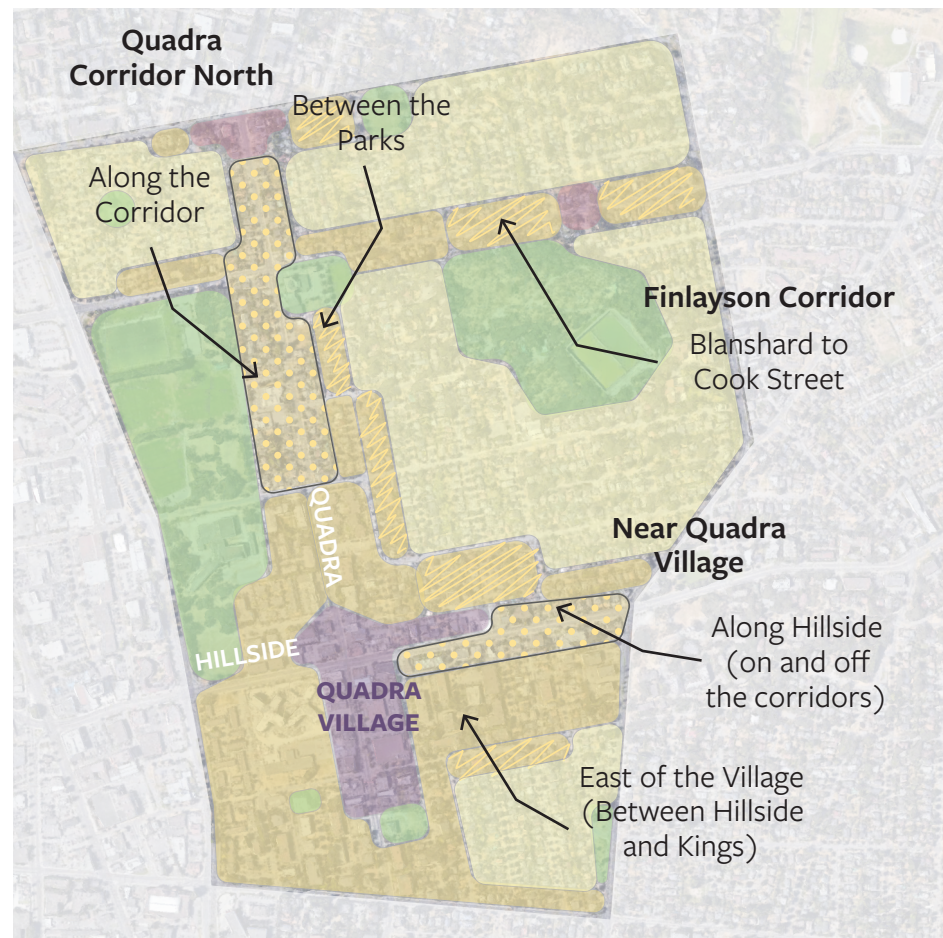 Quadra
Corridor North
Between the
Parks
Along the
Corridor
Finlayson Corridor
Blanshard to
Cook Street
QUADRA
Near Quadra
Village
HILLSIDE
Along Hillside
(on and off
the corridors)
QUADRA
VILLAGE
East of the Village
(Between Hillside
and Kings)